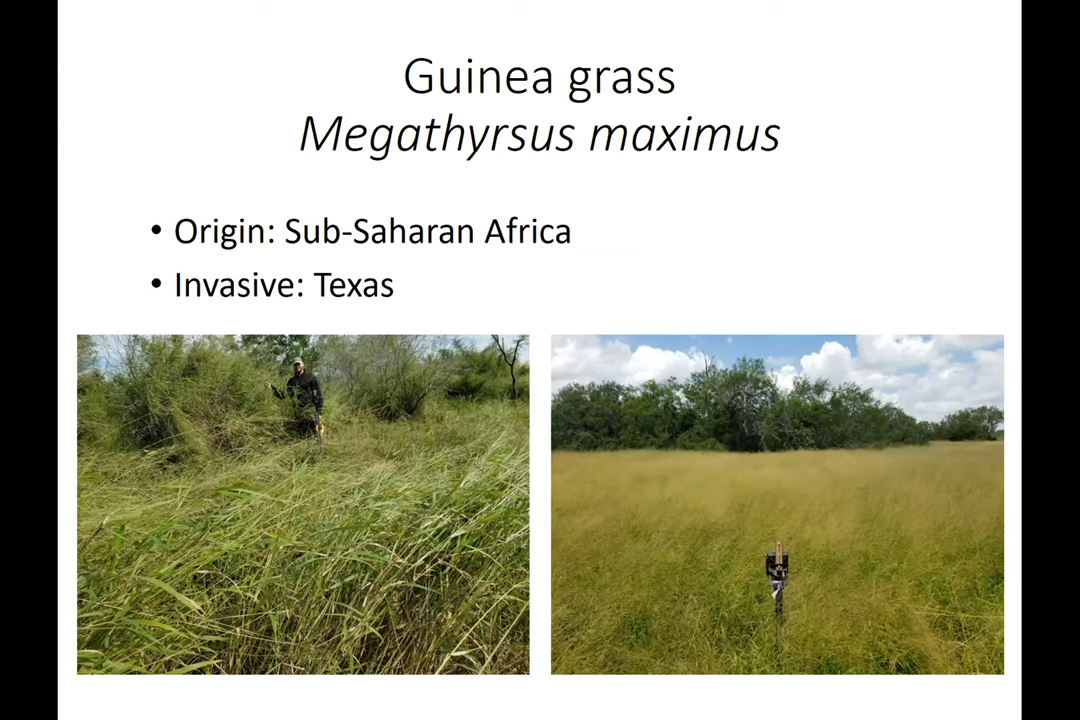 Guinea grass
Megathyrsus maximus
• Origin: Sub-Saharan Africa
• Invasive: Texas